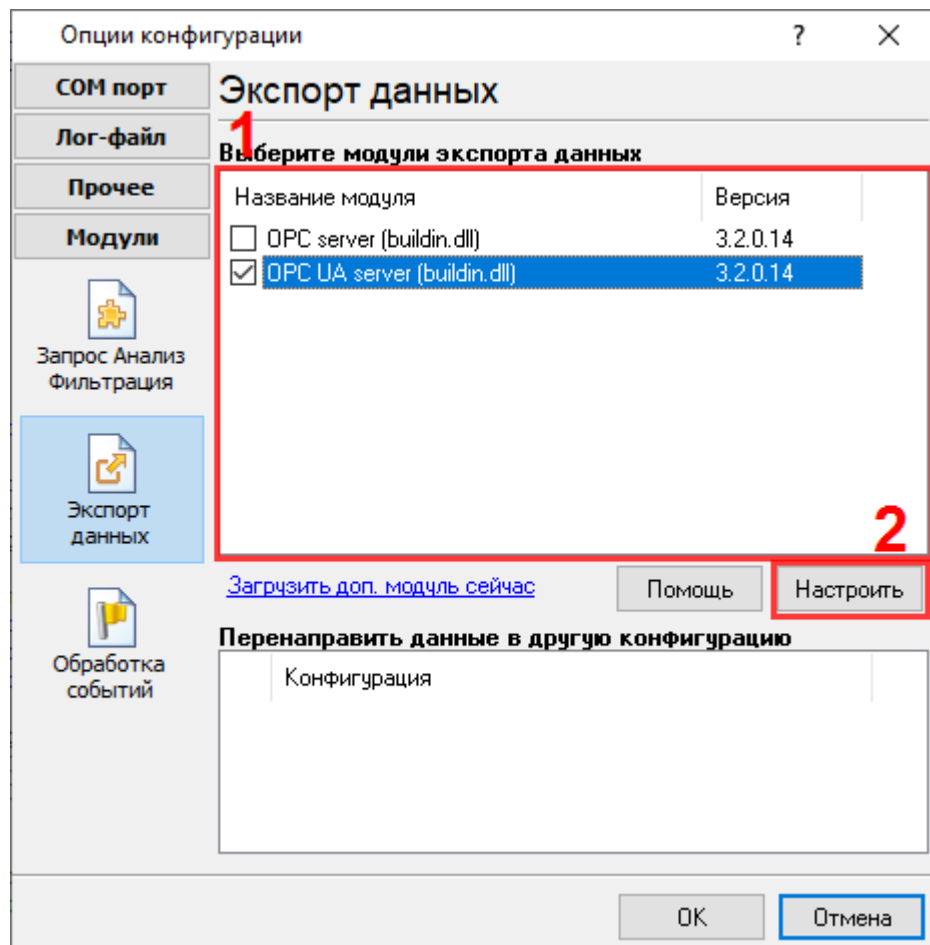 Опции конфигурации
?
COM порт
Лог-файл
Прочее
Модули
Запрос Анализ
Фильтрация
Экспорт
данных
Обработка
событий
Экспорт данных
1
Выберите модули экспорта данных
Название модуля Версия
OPC server (buildin.dll) 3.2.0.14
OPC UA server (buildin.dll) 3.2.0.14
2
Загрузить доп. модуль сейчас Помощь Настроить
Перенаправить данные в другую конфигурацию
Конфигурация
OK Отмена